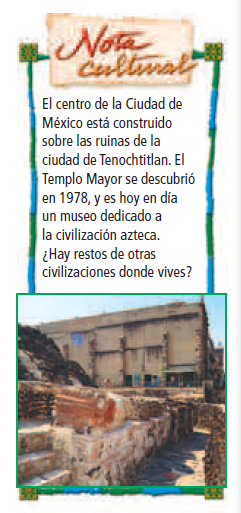 Nota
cultural
El centro de la Ciudad de
México está construido
sobre las ruinas de la
ciudad de Tenochtitlan. El
Templo Mayor se descubrió
en 1978, y es hoy en día
un museo dedicado a
la civilización azteca.
¿Hay restos de otras
civilizaciones donde vives?